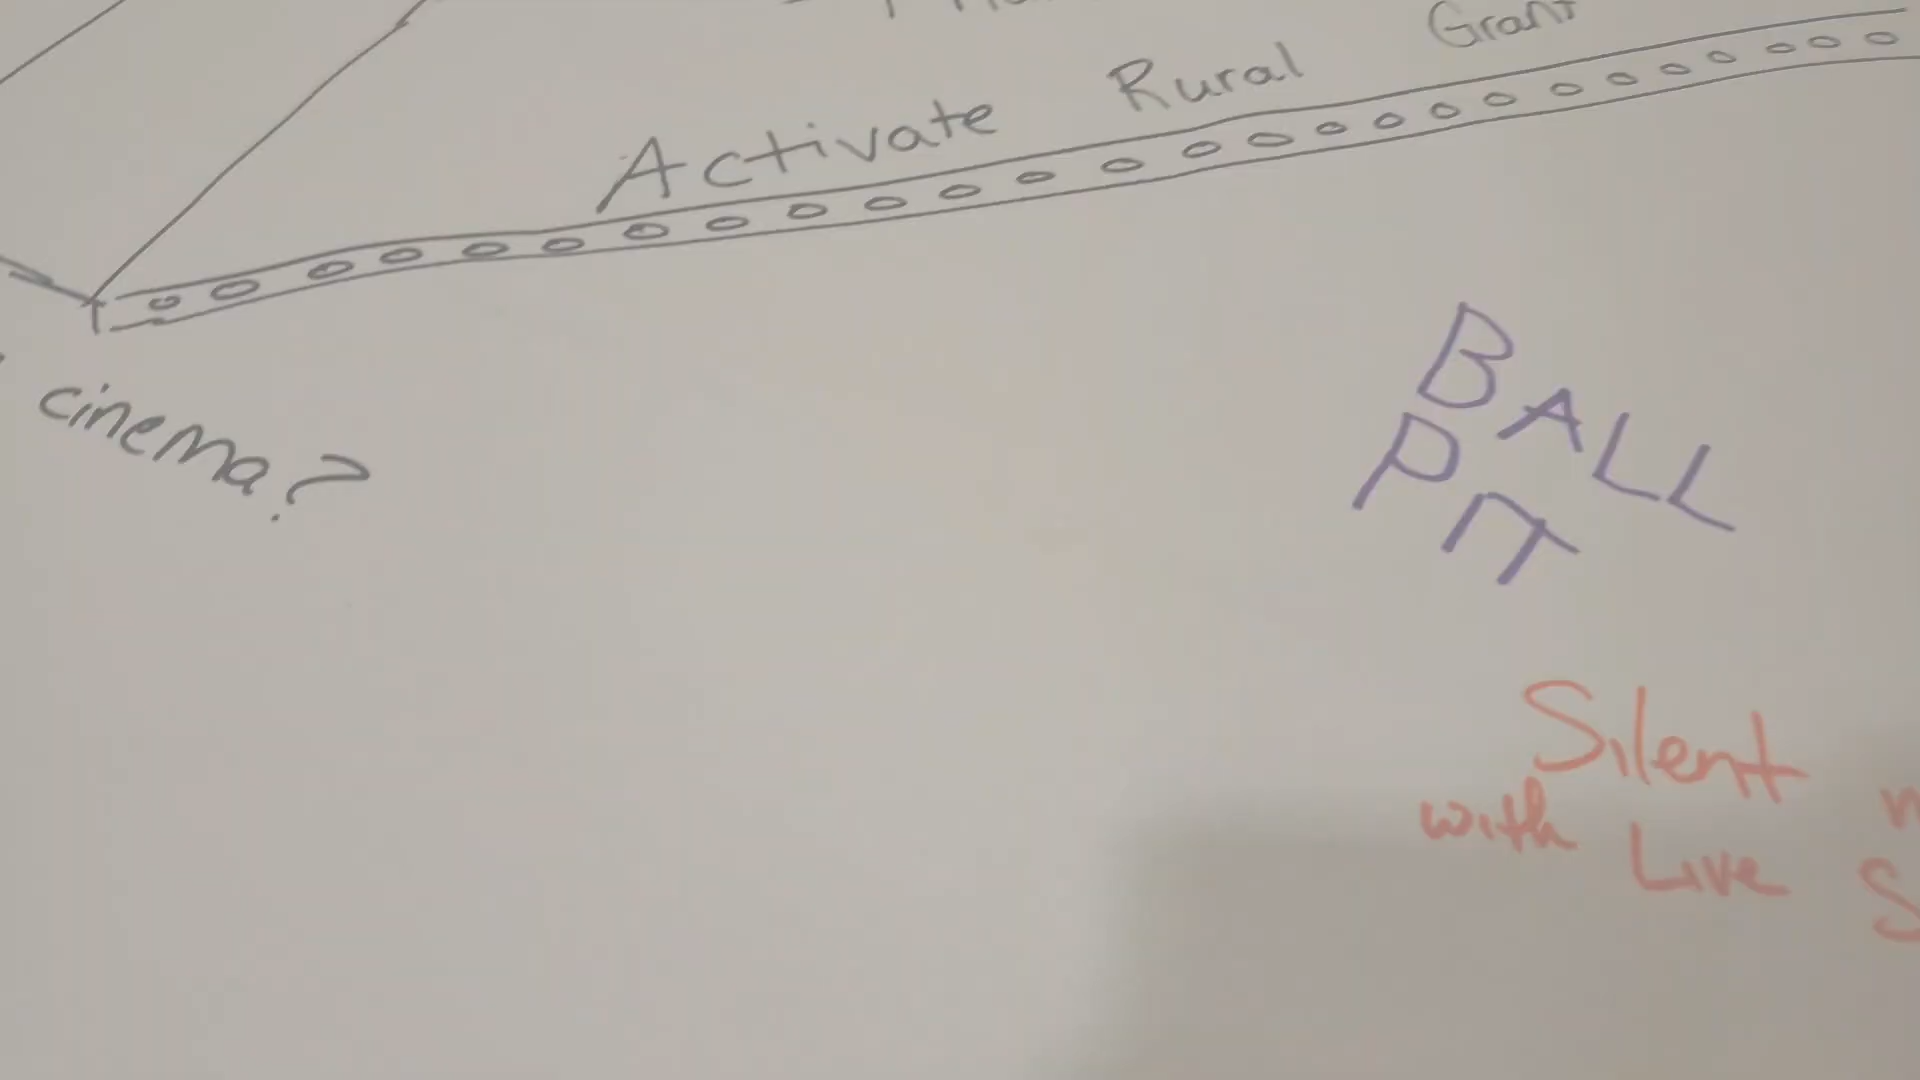 Activate Rural Grant
cinema?
BALL
PIT
Silent
with Live